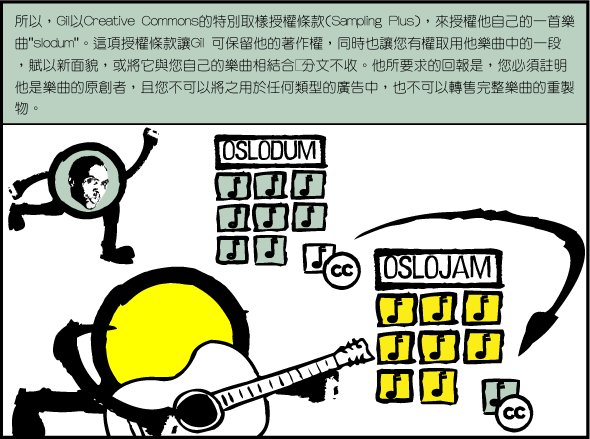 所以，Gil以Creative Commons的特別取樣授權條款(Sampling Plus)，來授權他自己的一首樂
曲"slodum"。這項授權條款讓Gil 可保留他的著作權，同時也讓您有權取用他樂曲中的一段
，賦以新面貌，或將它與您自己的樂曲相結合□分文不收。他所要求的回報是，您必須註明
他是樂曲的原創者，且您不可以將之用於任何類型的廣告中，也不可以轉售完整樂曲的重製
物。
OSLODUM
cc
OSLOJAM
cc